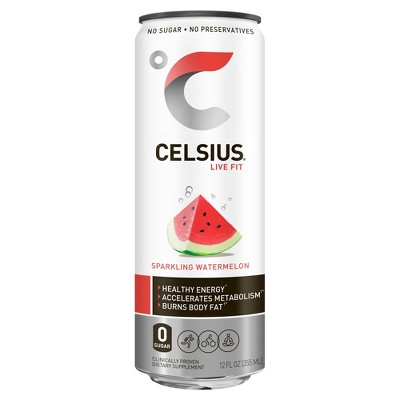 NO SUGAR • NO PRESERVATIVES
CELSIUS®
LIVE FIT
SPARKLING WATERMELON
HEALTHY ENERGY*
ACCELERATES METABOLISM*^
BURNS BODY FAT*^
0
SUGAR
CLINICALLY PROVEN
DIETARY SUPPLEMENT
12 FL OZ (355 ML)